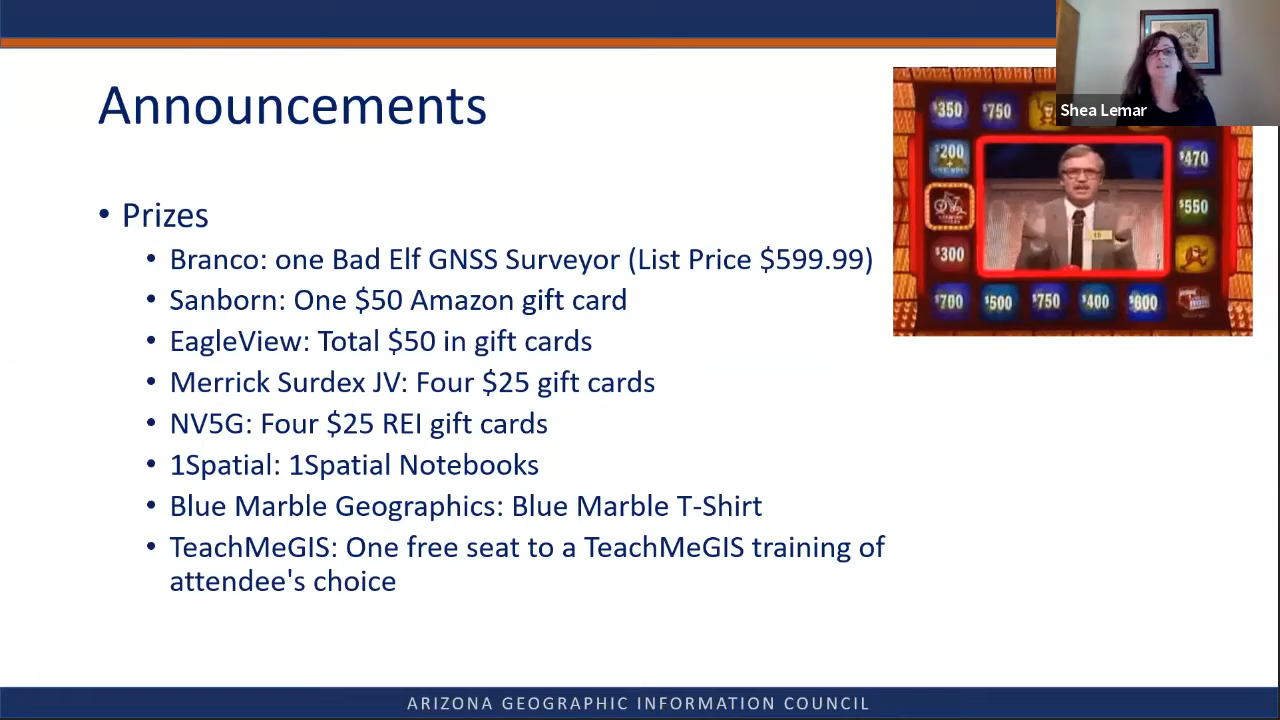 Announcements
Shea Lemar
$350
$750
$200
+
$470
$550
$300
$700
$500
$750
$400
$600
• Prizes
• Branco: one Bad Elf GNSS Surveyor (List Price $599.99)
• Sanborn: One $50 Amazon gift card
• EagleView: Total $50 in gift cards
• Merrick Surdex JV: Four $25 gift cards
• NV5G: Four $25 REI gift cards
• 1Spatial: 1Spatial Notebooks
• Blue Marble Geographics: Blue Marble T-Shirt
• TeachMeGIS: One free seat to a TeachMeGIS training of
attendee's choice
ARIZONA GEOGRAPHIC INFORMATION COUNCIL